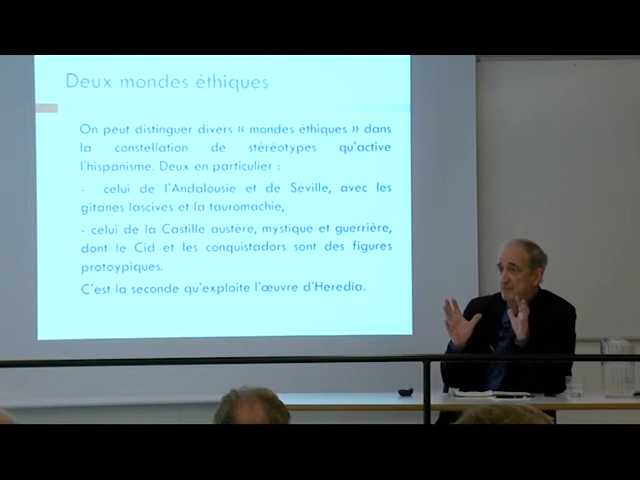 Deux mondes éthiques
On peut distinguer divers « mondes éthiques » dans
la constellation de stéréotypes qu'active
l'hispanisme. Deux en particulier :
- celui de l'Andalousie et de Séville, avec les
gitanes lascives et la tauromachie,
- celui de la Castille austère, mystique et guerrière,
dont le Cid et les conquistadors sont des figures
protoypiques.
C'est la seconde qu'exploite l'œuvre d'Heredia.